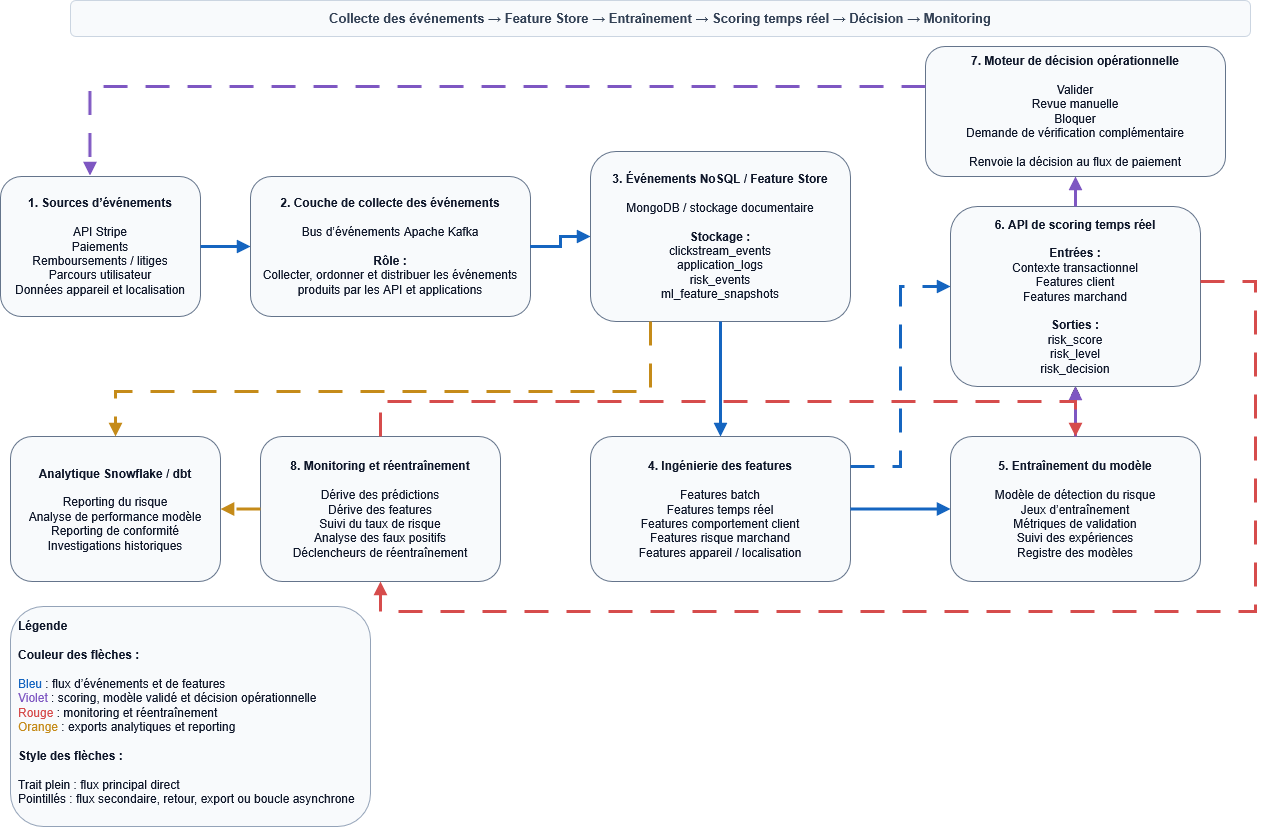 Collecte des événements → Feature Store → Entraînement → Scoring temps réel → Décision → Monitoring
7. Moteur de décision opérationnelle
Valider
Revue manuelle
Bloquer
Demande de vérification complémentaire
Renvoie la décision au flux de paiement
1. Sources d’événements
API Stripe
Paiements
Remboursements / litiges
Parcours utilisateur
Données appareil et localisation
2. Couche de collecte des événements
Bus d’événements Apache Kafka
Rôle :
Collecter, ordonner et distribuer les événements
produits par les API et applications
3. Événements NoSQL / Feature Store
MongoDB / stockage documentaire
Stockage :
clickstream_events
application_logs
risk_events
ml_feature_snapshots
6. API de scoring temps réel
Entrées :
Contexte transactionnel
Features client
Features marchand
Sorties :
risk_score
risk_level
risk_decision
Analytique Snowflake / dbt
Reporting du risque
Analyse de performance modèle
Reporting de conformité
Investigations historiques
8. Monitoring et réentraînement
Dérive des prédictions
Dérive des features
Suivi du taux de risque
Analyse des faux positifs
Déclencheurs de réentraînement
4. Ingénierie des features
Features batch
Features temps réel
Features comportement client
Features risque marchand
Features appareil / localisation
5. Entraînement du modèle
Modèle de détection du risque
Jeux d’entraînement
Métriques de validation
Suivi des expériences
Registre des modèles
Légende
Couleur des flèches :
Bleu : flux d’événements et de features
Violet : scoring, modèle validé et décision opérationnelle
Rouge : monitoring et réentraînement
Orange : exports analytiques et reporting
Style des flèches :
Trait plein : flux principal direct
Pointillés : flux secondaire, retour, export ou boucle asynchrone